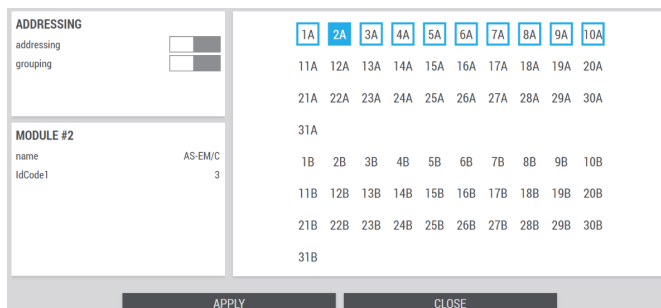 ADDRESSING
addressing
grouping
MODULE #2
name AS-EM/C
IdCode1 3
1A 2A 3A 4A 5A 6A 7A 8A 9A 10A
11A 12A 13A 14A 15A 16A 17A 18A 19A 20A
21A 22A 23A 24A 25A 26A 27A 28A 29A 30A
31A
1B 2B 3B 4B 5B 6B 7B 8B 9B 10B
11B 12B 13B 14B 15B 16B 17B 18B 19B 20B
21B 22B 23B 24B 25B 26B 27B 28B 29B 30B
31B
APPLY CLOSE